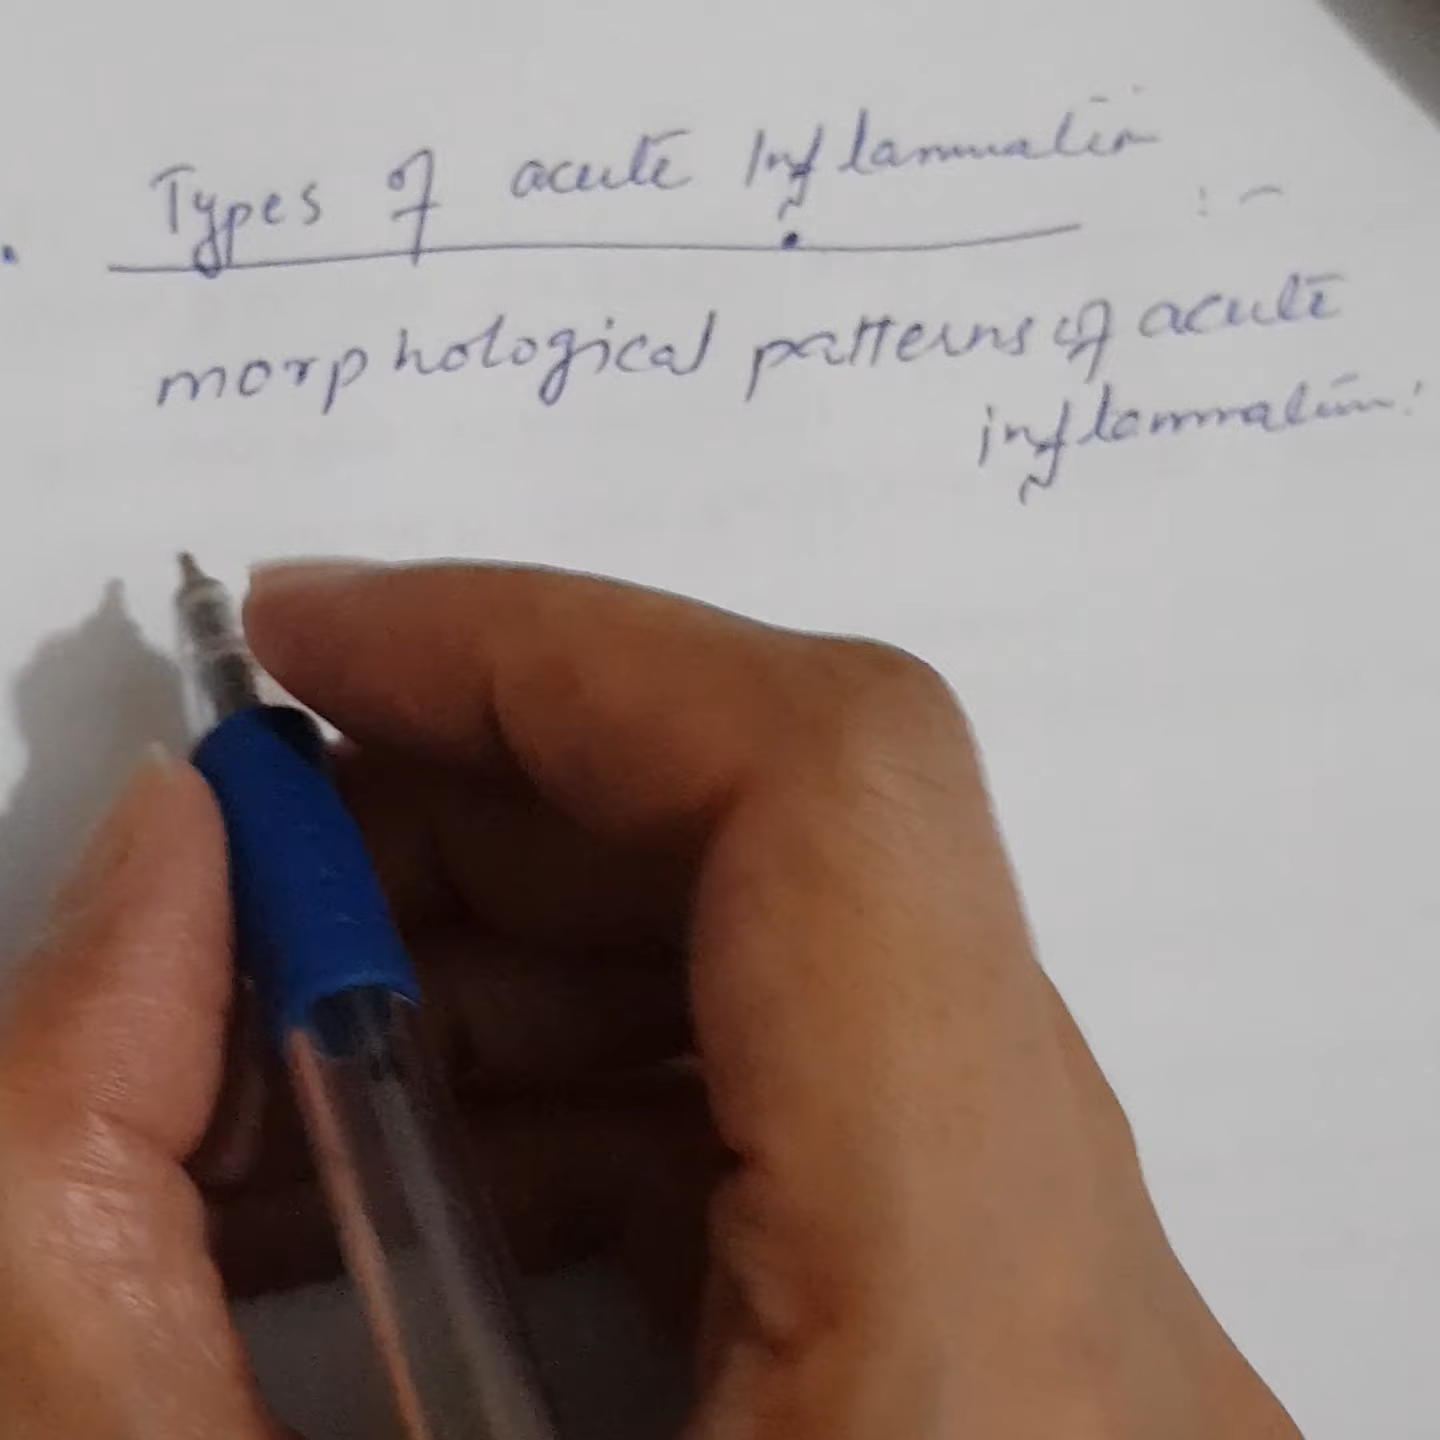 Types of acute Inflammation :-
morphological patterns of acute
inflammation: